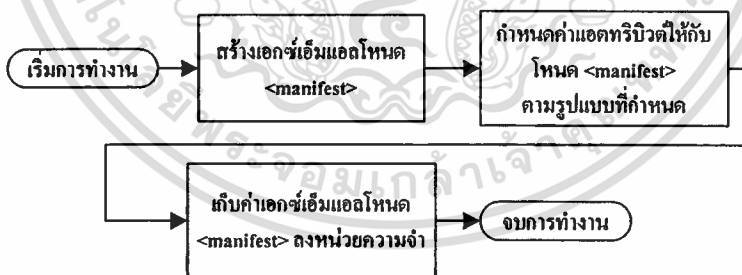 เริ่มการทำงาน
สร้างเอกซ์เอ็มแอลโหนด
<manifest>
กำหนดค่าแอตทริบิวต์ให้กับ
โหนด <manifest>
ตามรูปแบบที่กำหนด
เก็บค่าเอกซ์เอ็มแอลโหนด
<manifest> ลงหน่วยความจำ
จบการทำงาน